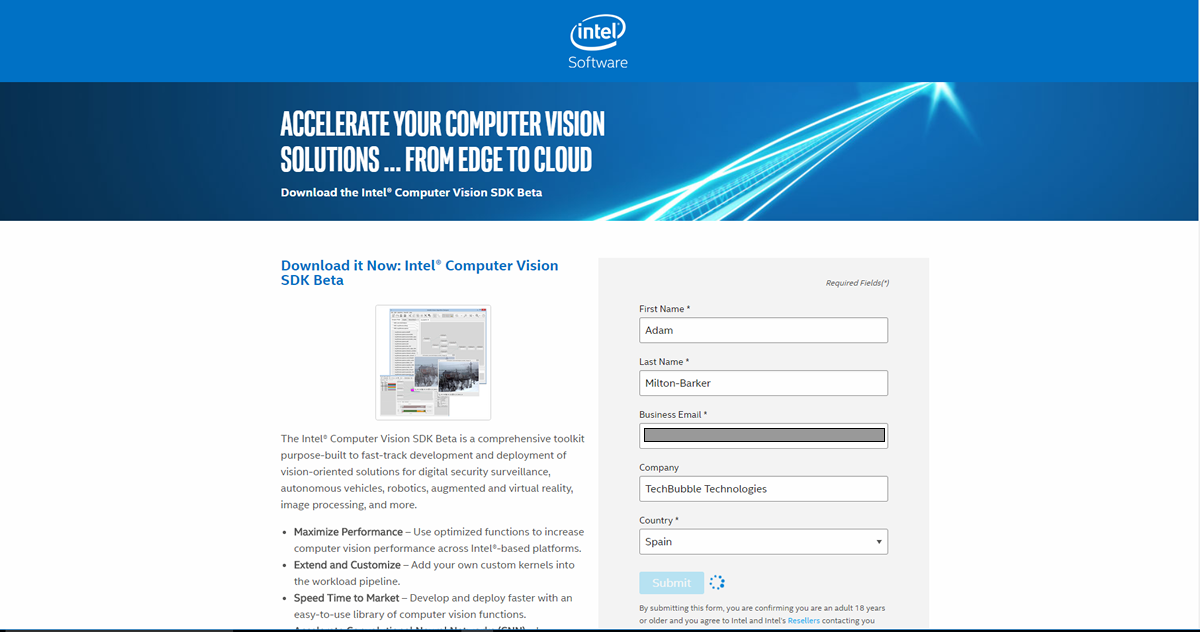 intel
Software
ACCELERATE YOUR COMPUTER VISION
SOLUTIONS ... FROM EDGE TO CLOUD
Download the Intel® Computer Vision SDK Beta
Download it Now: Intel® Computer Vision
SDK Beta
The Intel® Computer Vision SDK Beta is a comprehensive toolkit
purpose-built to fast-track development and deployment of
vision-oriented solutions for digital security surveillance,
autonomous vehicles, robotics, augmented and virtual reality,
image processing, and more.
• Maximize Performance – Use optimized functions to increase
computer vision performance across Intel®-based platforms.
• Extend and Customize – Add your own custom kernels into
the workload pipeline.
• Speed Time to Market – Develop and deploy faster with an
easy-to-use library of computer vision functions.
Required Fields(*)
First Name *
Adam
Last Name *
Milton-Barker
Business Email *
Company
TechBubble Technologies
Country *
Spain
Submit
By submitting this form, you are confirming you are an adult 18 years
or older and you agree to Intel and Intel's Resellers contacting you